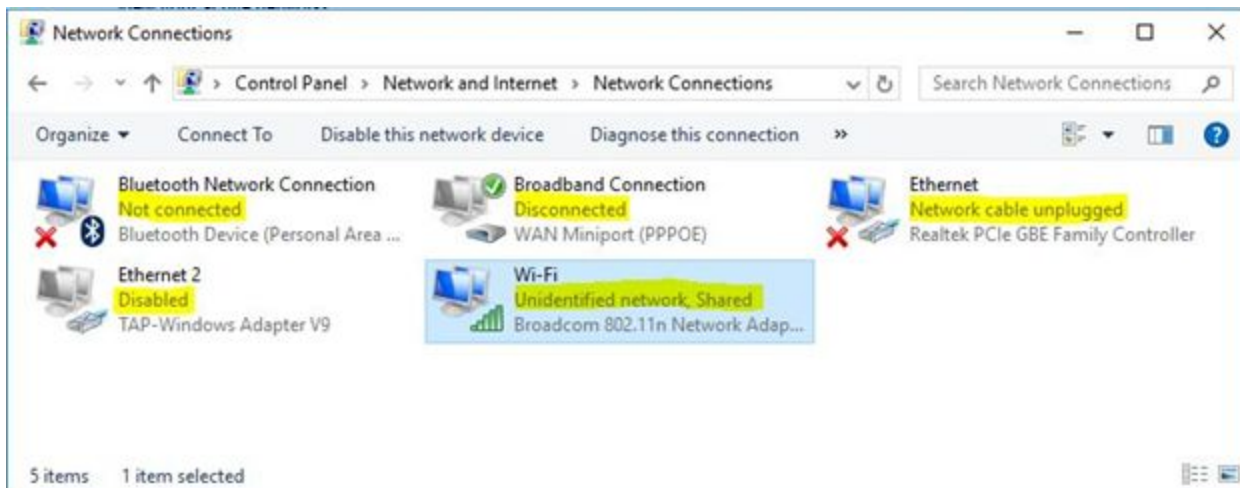 Network Connections
Control Panel > Network and Internet > Network Connections
Search Network Connections
Organize Connect To Disable this network device Diagnose this connection »
Bluetooth Network Connection
Not connected
Bluetooth Device (Personal Area ...
Broadband Connection
Disconnected
WAN Miniport (PPPOE)
Ethernet
Network cable unplugged
Realtek PCIe GBE Family Controller
Ethernet 2
Disabled
TAP-Windows Adapter V9
Wi-Fi
Unidentified network, Shared
Broadcom 802.11n Network Adap...
5 items 1 item selected